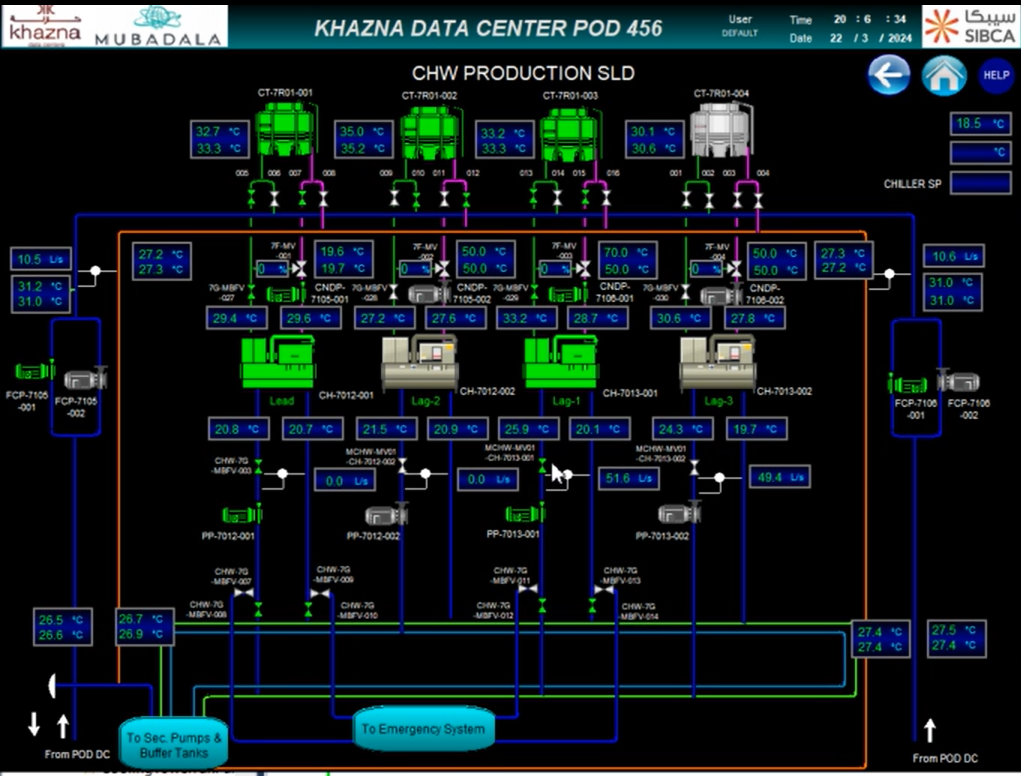 khazna
data centers
MUBADALA
KHAZNA DATA CENTER POD 456
User
DEFAULT
Time 20 : 6 : 34
Date 22 / 3 / 2024
سيبكا
SIBCA
CHW PRODUCTION SLD
HELP
CT-7R01-001
CT-7R01-002
CT-7R01-003
CT-7R01-004
32.7 °C
33.3 °C
35.0 °C
35.2 °C
33.2 °C
33.3 °C
30.1 °C
30.6 °C
18.5 °C
°C
CHILLER SP
005 006 007 008
009 010 011 012
013 014 015 016
001 002 003 004
10.5 L/s
31.2 °C
31.0 °C
27.2 °C
27.3 °C
7F-MV
-001
0 %
19.6 °C
19.7 °C
7F-MV
-002
0 %
50.0 °C
50.0 °C
7F-MV
-003
0 %
70.0 °C
50.0 °C
7F-MV
-004
0 %
50.0 °C
50.0 °C
27.3 °C
27.2 °C
10.6 L/s
31.0 °C
31.0 °C
7G-MBFV
-027
CNDP-
7105-001
7G-MBFV
-028
CNDP-
7105-002
7G-MBFV
-029
CNDP-
7106-001
7G-MBFV
-030
CNDP-
7106-002
29.4 °C
29.6 °C
27.2 °C
27.6 °C
33.2 °C
28.7 °C
30.6 °C
27.8 °C
FCP-7105
-001
FCP-7105
-002
Lead
CH-7012-001
Lag-2
CH-7012-002
Lag-1
CH-7013-001
Lag-3
CH-7013-002
FCP-7106
-001
FCP-7106
-002
20.8 °C
20.7 °C
21.5 °C
20.9 °C
25.9 °C
20.1 °C
24.3 °C
19.7 °C
CHW-7G
-MBFV-003
MCHW-MV01
-CH-7012-002
MCHW-MV01
-CH-7013-001
MCHW-MV01
-CH-7013-002
0.0 L/s
0.0 L/s
51.6 L/s
49.4 L/s
PP-7012-001
PP-7012-002
PP-7013-001
PP-7013-002
CHW-7G
-MBFV-007
CHW-7G
-MBFV-009
CHW-7G
-MBFV-011
CHW-7G
-MBFV-013
CHW-7G
-MBFV-008
CHW-7G
-MBFV-010
CHW-7G
-MBFV-012
CHW-7G
-MBFV-014
26.5 °C
26.6 °C
26.7 °C
26.9 °C
27.4 °C
27.4 °C
27.5 °C
27.4 °C
To Sec. Pumps &
Buffer Tanks
To Emergency System
From POD DC
From POD DC